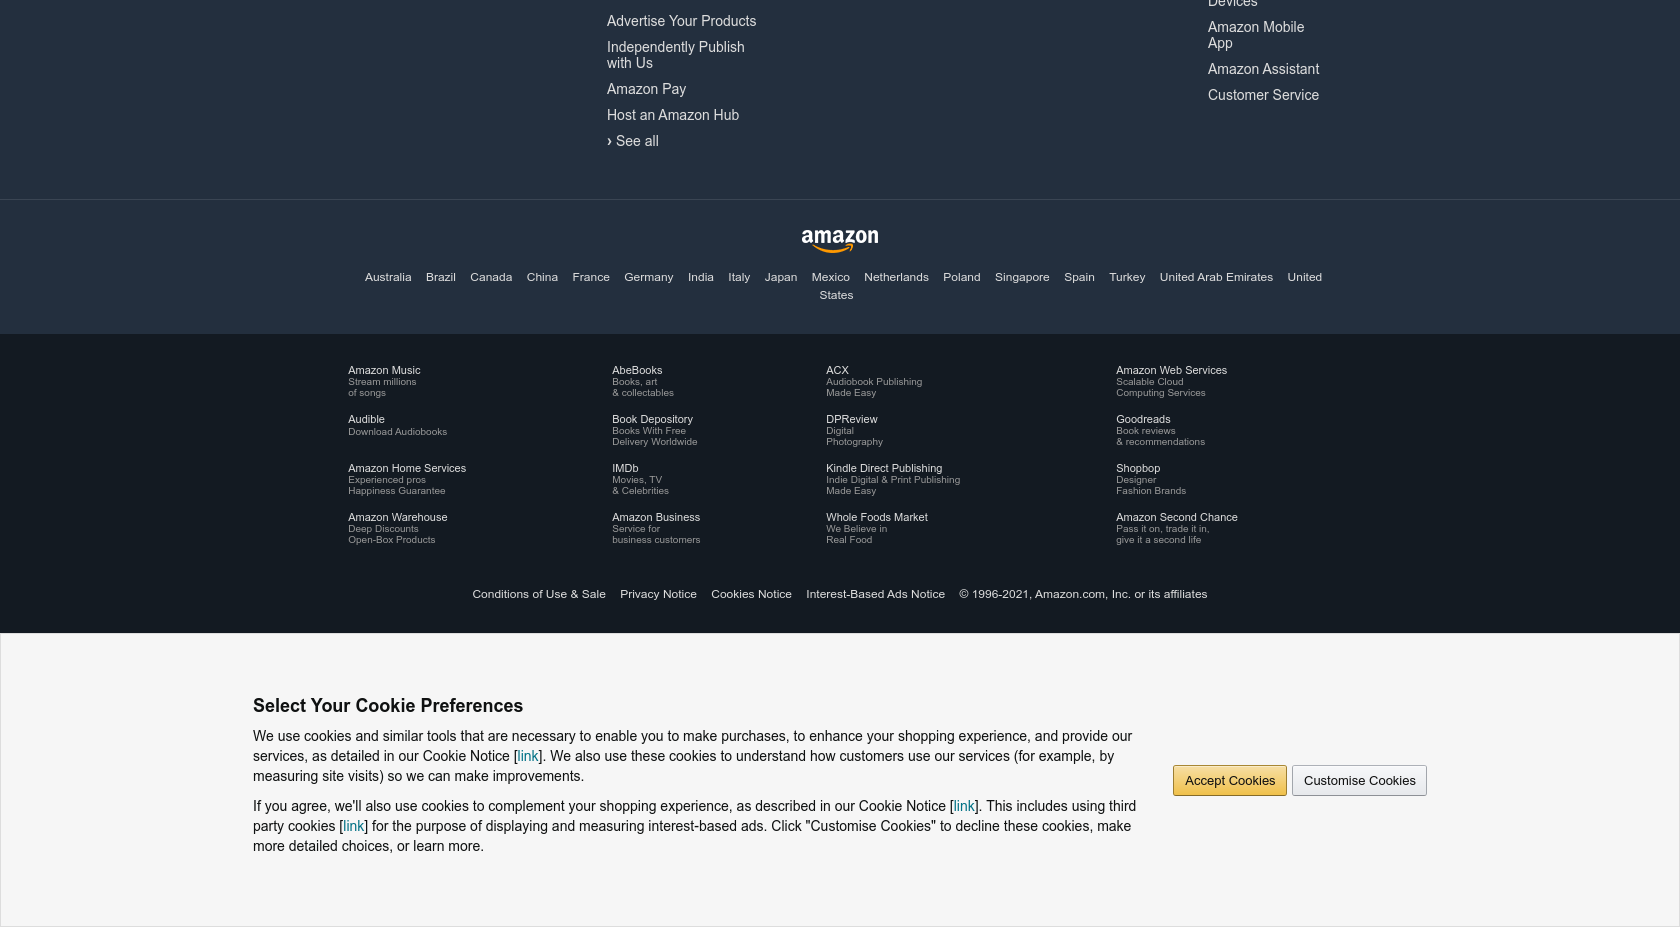 Advertise Your Products
Independently Publish
with Us
Amazon Pay
Host an Amazon Hub
› See all
Devices
Amazon Mobile
App
Amazon Assistant
Customer Service
amazon
Australia Brazil Canada China France Germany India Italy Japan Mexico Netherlands Poland Singapore Spain Turkey United Arab Emirates United
States
Amazon Music
Stream millions
of songs
AbeBooks
Books, art
& collectables
ACX
Audiobook Publishing
Made Easy
Amazon Web Services
Scalable Cloud
Computing Services
Audible
Download Audiobooks
Book Depository
Books With Free
Delivery Worldwide
DPReview
Digital
Photography
Goodreads
Book reviews
& recommendations
Amazon Home Services
Experienced pros
Happiness Guarantee
IMDb
Movies, TV
& Celebrities
Kindle Direct Publishing
Indie Digital & Print Publishing
Made Easy
Shopbop
Designer
Fashion Brands
Amazon Warehouse
Deep Discounts
Open-Box Products
Amazon Business
Service for
business customers
Whole Foods Market
We Believe in
Real Food
Amazon Second Chance
Pass it on, trade it in,
give it a second life
Conditions of Use & Sale Privacy Notice Cookies Notice Interest-Based Ads Notice © 1996-2021, Amazon.com, Inc. or its affiliates
Select Your Cookie Preferences
We use cookies and similar tools that are necessary to enable you to make purchases, to enhance your shopping experience, and provide our
services, as detailed in our Cookie Notice [link]. We also use these cookies to understand how customers use our services (for example, by
measuring site visits) so we can make improvements.
If you agree, we'll also use cookies to complement your shopping experience, as described in our Cookie Notice [link]. This includes using third
party cookies [link] for the purpose of displaying and measuring interest-based ads. Click "Customise Cookies" to decline these cookies, make
more detailed choices, or learn more.
Accept Cookies
Customise Cookies